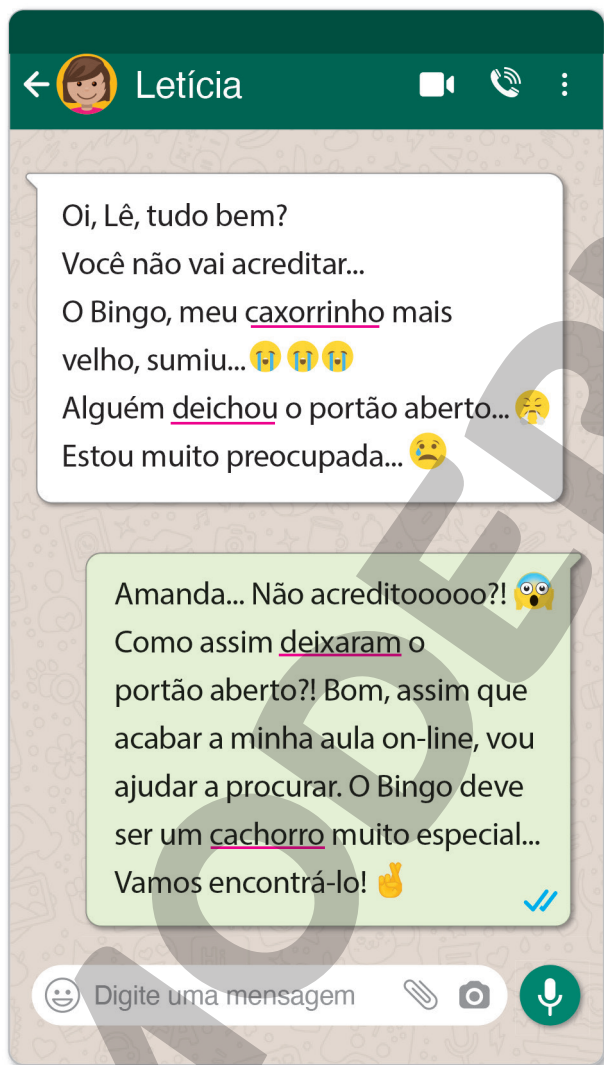 Letícia
Oi, Lê, tudo bem?
Você não vai acreditar...
O Bingo, meu caxorrinho mais
velho, sumiu... 😭😭😭
Alguém deichou o portão aberto... 😤
Estou muito preocupada... 😢
Amanda... Não acreditooooo?! 😱
Como assim deixaram o
portão aberto?! Bom, assim que
acabar a minha aula on-line, vou
ajudar a procurar. O Bingo deve
ser um cachorro muito especial...
Vamos encontrá-lo! 🤞
Digite uma mensagem